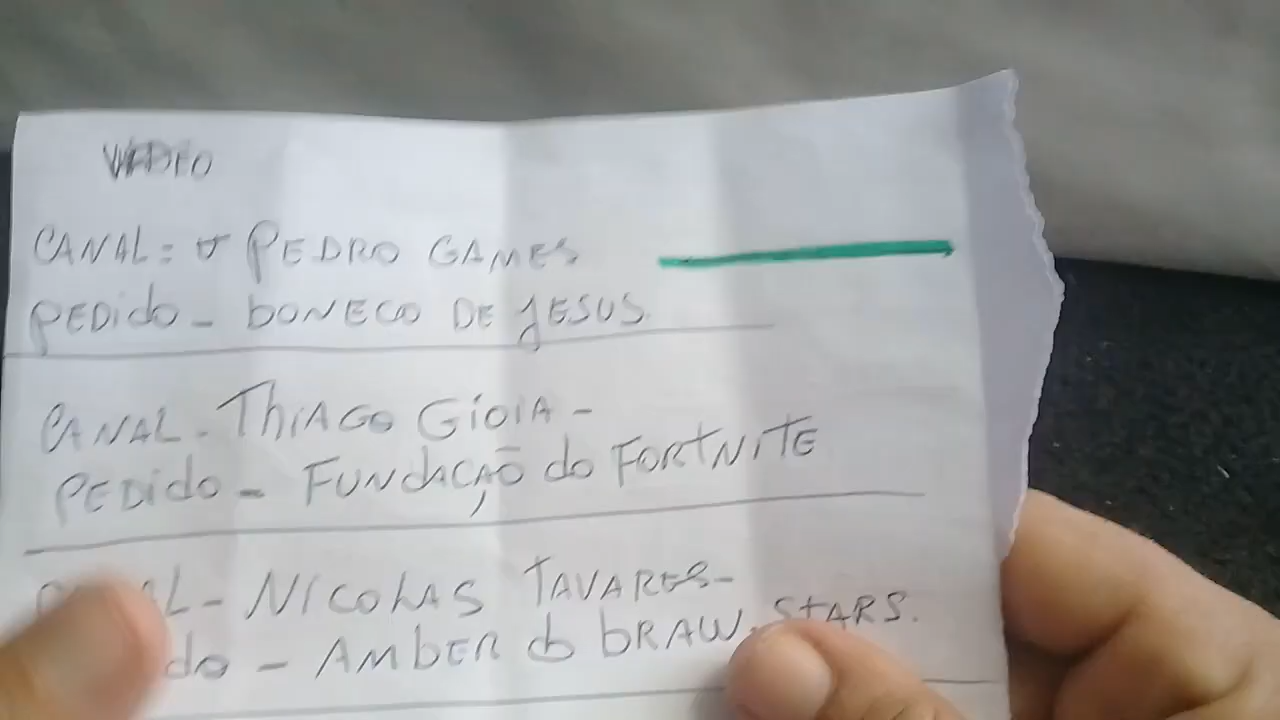 CANAL: PEDRO GAMES
PEDIDO - BONECO DE JESUS.
CANAL - THIAGO GIOIA -
PEDIDO - FUNDAÇÃO do FORTNITE
L - NICOLAS TAVARES -
do - AMBER do BRAW STARS.